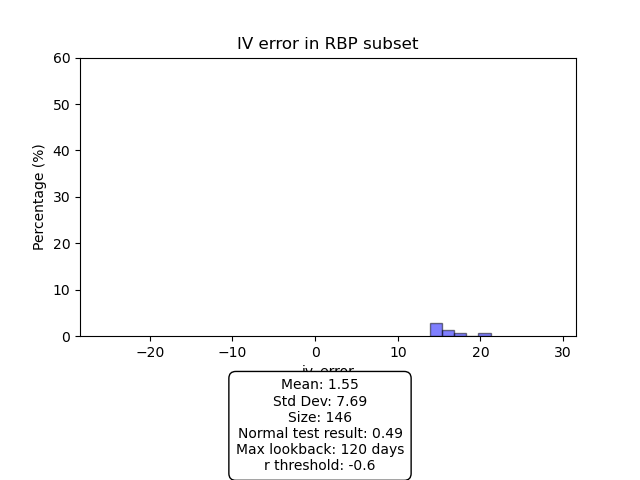 IV error in RBP subset
60
50
40
30
20
10
0
Percentage (%)
−20
−10
0
10
20
30
iv_error
Mean: 1.55
Std Dev: 7.69
Size: 146
Normal test result: 0.49
Max lookback: 120 days
r threshold: -0.6